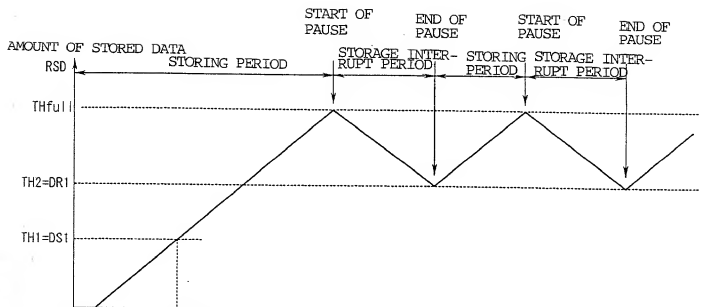 START OF
PAUSE
END OF
PAUSE
START OF
PAUSE
END OF
PAUSE
AMOUNT OF STORED DATA
RSD
STORING PERIOD
STORAGE INTER-
RUPT PERIOD
STORING
PERIOD
STORAGE INTER-
RUPT PERIOD
THfull
TH2=DR1
TH1=DS1